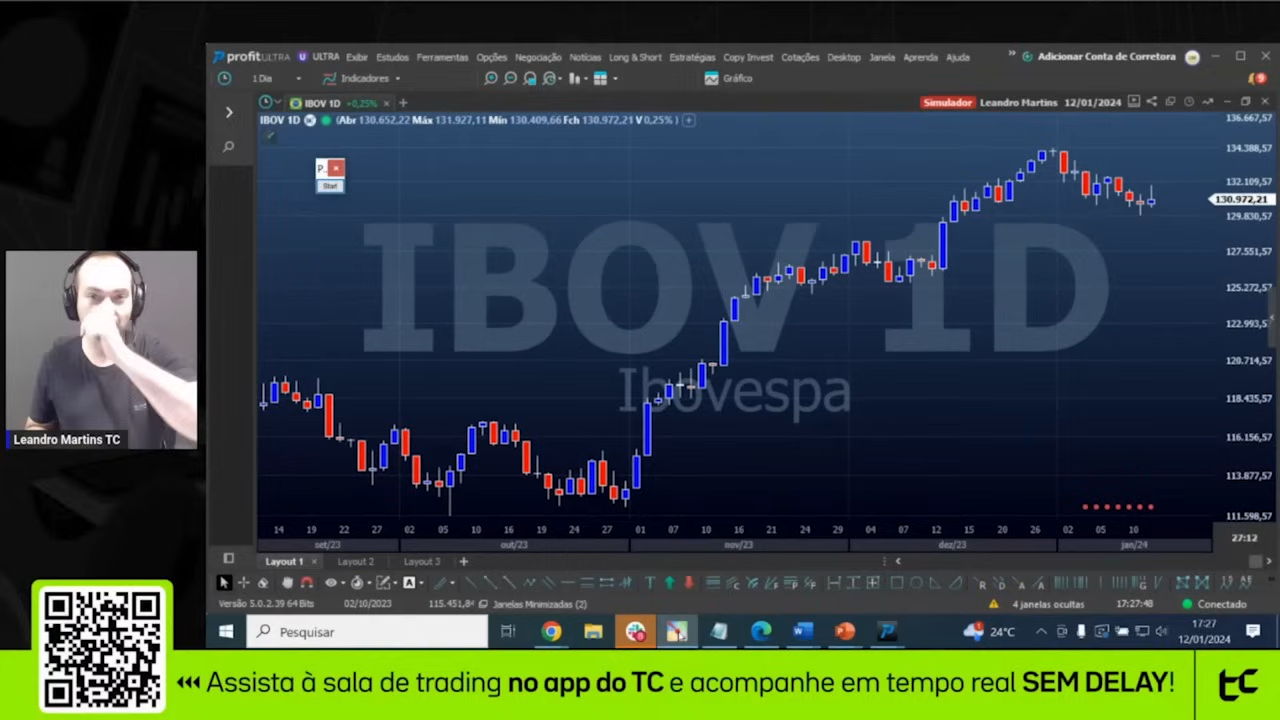 profit ULTRA U ULTRA Exibir Estudos Ferramentas Opções Negociação Notícias Long & Short Estratégias Copy Invest Cotações Desktop Janela Aprenda Ajuda » Adicionar Conta de Corretora
1 Dia Indicadores Gráfico 9
IBOV 1D +0,25% × + Simulador Leandro Martins 12/01/2024
IBOV 1D (Abr 130.652,22 Máx 131.927,11 Mín 130.409,66 Fch 130.972,21 V 0,25% )
136.667,57
134.388,57
132.109,57
130.972,21
129.830,57
127.551,57
125.272,57
122.993,57
120.714,57
118.435,57
116.156,57
113.877,57
111.598,57
P..
Start
IBOV 1D
Ibovespa
14 19 22 27 02 05 10 16 19 24 27 01 07 10 16 21 24 29 04 07 12 15 20 26 02 05 10
set/23 out/23 nov/23 dez/23 jan/24
27:12
Layout 1 × Layout 2 Layout 3 +
Versão 5.0.2.39 64 Bits 02/10/2023 115.451,84 Janelas Minimizadas (2) 4 janelas ocultas 17:27:48 Conectado
Pesquisar 24°C 17:27
12/01/2024
Leandro Martins TC
Assista à sala de trading no app do TC e acompanhe em tempo real SEM DELAY!
tc